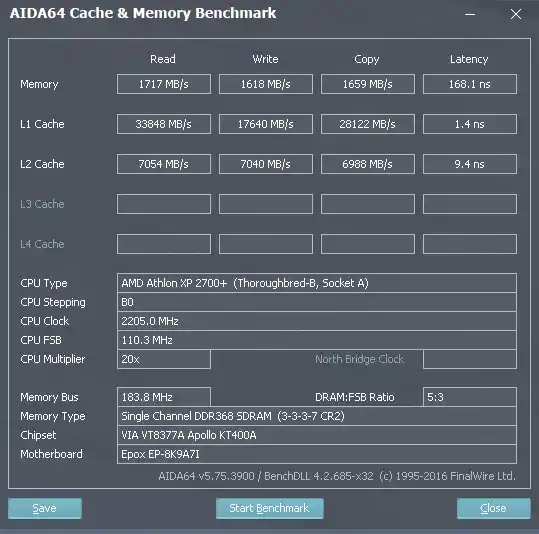 AIDA64 Cache & Memory Benchmark
Read Write Copy Latency
Memory 1717 MB/s 1618 MB/s 1659 MB/s 168.1 ns
L1 Cache 33848 MB/s 17640 MB/s 28122 MB/s 1.4 ns
L2 Cache 7054 MB/s 7040 MB/s 6988 MB/s 9.4 ns
L3 Cache
L4 Cache
CPU Type AMD Athlon XP 2700+ (Thoroughbred-B, Socket A)
CPU Stepping B0
CPU Clock 2205.0 MHz
CPU FSB 110.3 MHz
CPU Multiplier 20x North Bridge Clock
Memory Bus 183.8 MHz DRAM:FSB Ratio 5:3
Memory Type Single Channel DDR368 SDRAM (3-3-3-7 CR2)
Chipset VIA VT8377A Apollo KT400A
Motherboard Epox EP-8K9A7I
AIDA64 v5.75.3900 / BenchDLL 4.2.685-x32 (c) 1995-2016 FinalWire Ltd.
Save Start Benchmark Close